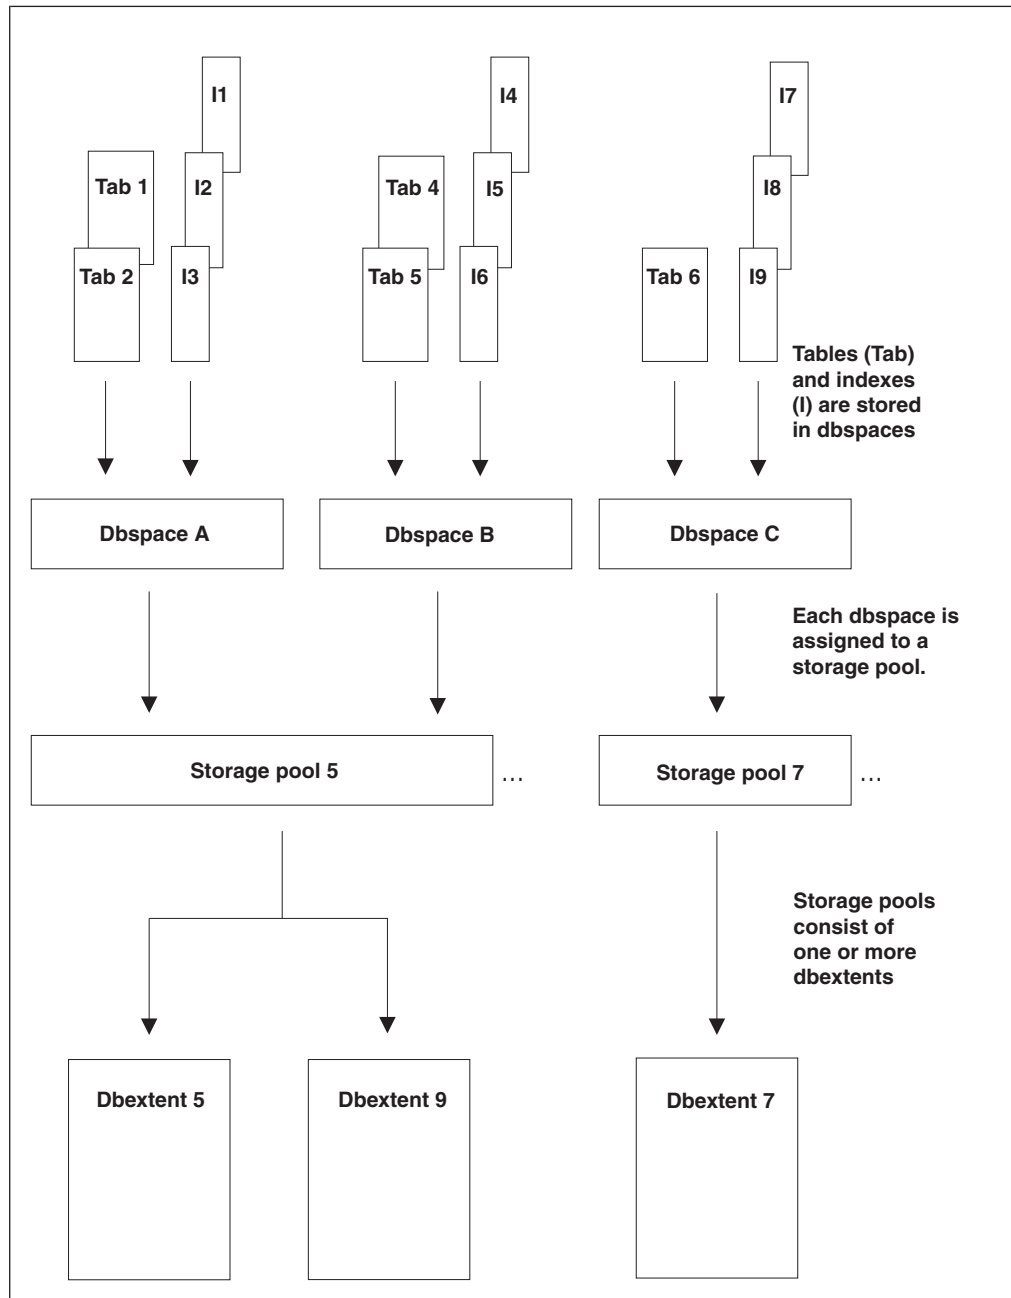 I1
I4
I7
Tab 1
I2
Tab 4
I5
I8
Tab 2
I3
Tab 5
I6
Tab 6
I9
Tables (Tab)
and indexes
(I) are stored
in dbspaces
Dbspace A
Dbspace B
Dbspace C
Each dbspace is
assigned to a
storage pool.
Storage pool 5
...
Storage pool 7
...
Storage pools
consist of
one or more
dbextents
Dbextent 5
Dbextent 9
Dbextent 7